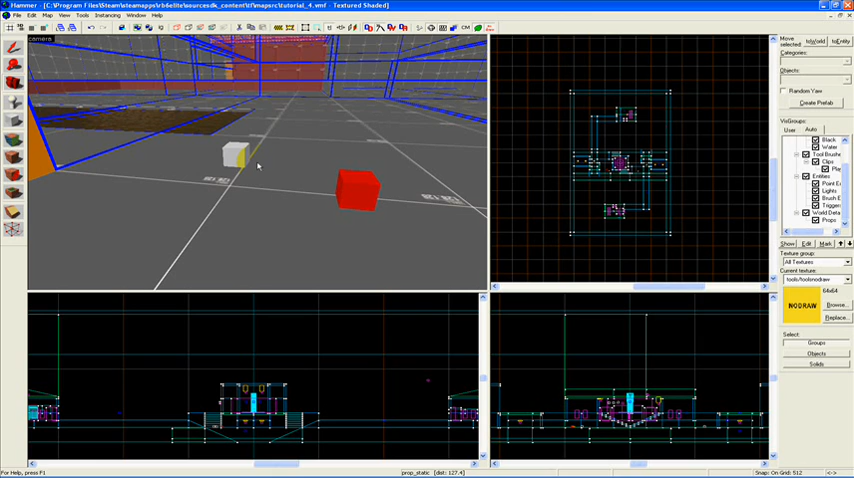 Hammer - [C:\Program Files\Steam\steamapps\rb6elite\sourcesdk_content\tf\mapsrc\tutorial_4.vmf - Textured Shaded]
File Edit Map View Tools Instancing Window Help
camera
Move selected: toWorld toEntity
Categories:
Objects:
Random Yaw
Create Prefab
VisGroups:
User Auto
Black
Water
Tool Brushe
Clips
Pla
Entities
Point E
Lights
Brush E
Triggers
World Detai
Props
Show Edit Mark
Texture group:
All Textures
Current texture:
tools/toolsnodraw
64x64
NODRAW
Browse...
Replace...
Select:
Groups
Objects
Solids
For Help, press F1
prop_static [dist: 127.4]
Snap: On Grid: 512